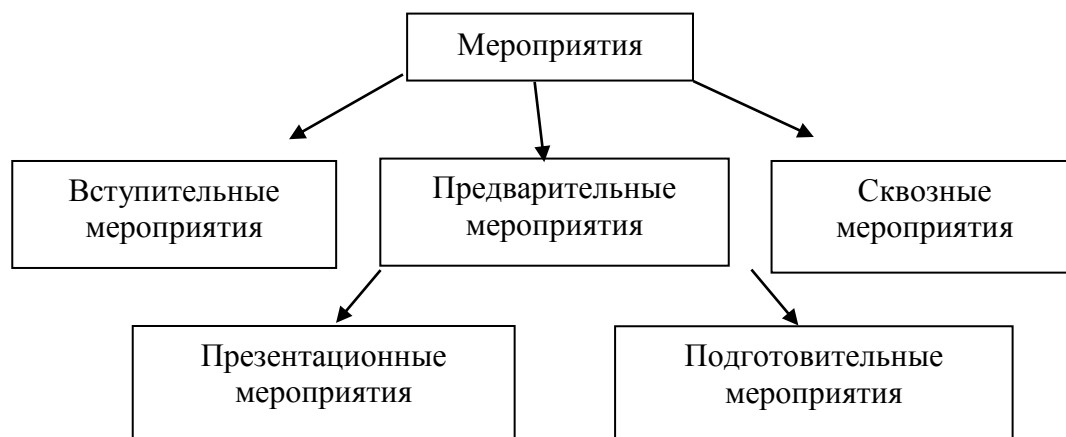 Мероприятия
Вступительные
мероприятия
Предварительные
мероприятия
Сквозные
мероприятия
Презентационные
мероприятия
Подготовительные
мероприятия